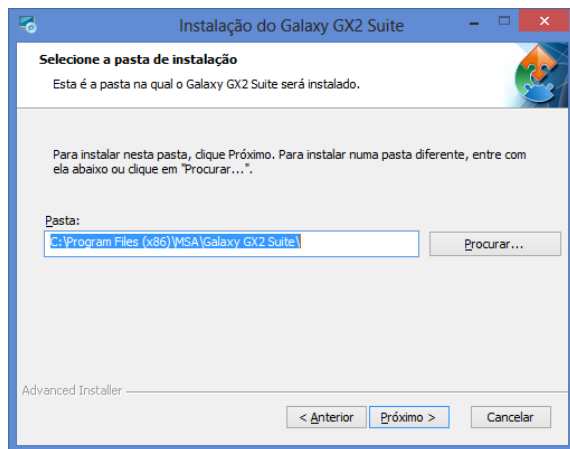 Instalação do Galaxy GX2 Suite
Selecione a pasta de instalação
Esta é a pasta na qual o Galaxy GX2 Suite será instalado.
Para instalar nesta pasta, clique Próximo. Para instalar numa pasta diferente, entre com
ela abaixo ou clique em "Procurar...".
Pasta:
C:\Program Files (x86)\MSA\Galaxy GX2 Suite\
Procurar...
Advanced Installer
< Anterior
Próximo >
Cancelar